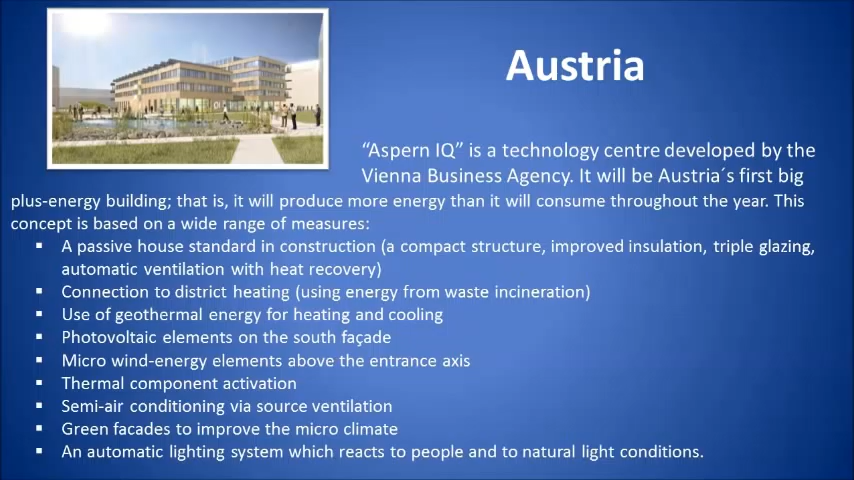 Austria
“Aspern IQ” is a technology centre developed by the
Vienna Business Agency. It will be Austria´s first big
plus-energy building; that is, it will produce more energy than it will consume throughout the year. This
concept is based on a wide range of measures:
▪ A passive house standard in construction (a compact structure, improved insulation, triple glazing,
automatic ventilation with heat recovery)
▪ Connection to district heating (using energy from waste incineration)
▪ Use of geothermal energy for heating and cooling
▪ Photovoltaic elements on the south façade
▪ Micro wind-energy elements above the entrance axis
▪ Thermal component activation
▪ Semi-air conditioning via source ventilation
▪ Green facades to improve the micro climate
▪ An automatic lighting system which reacts to people and to natural light conditions.